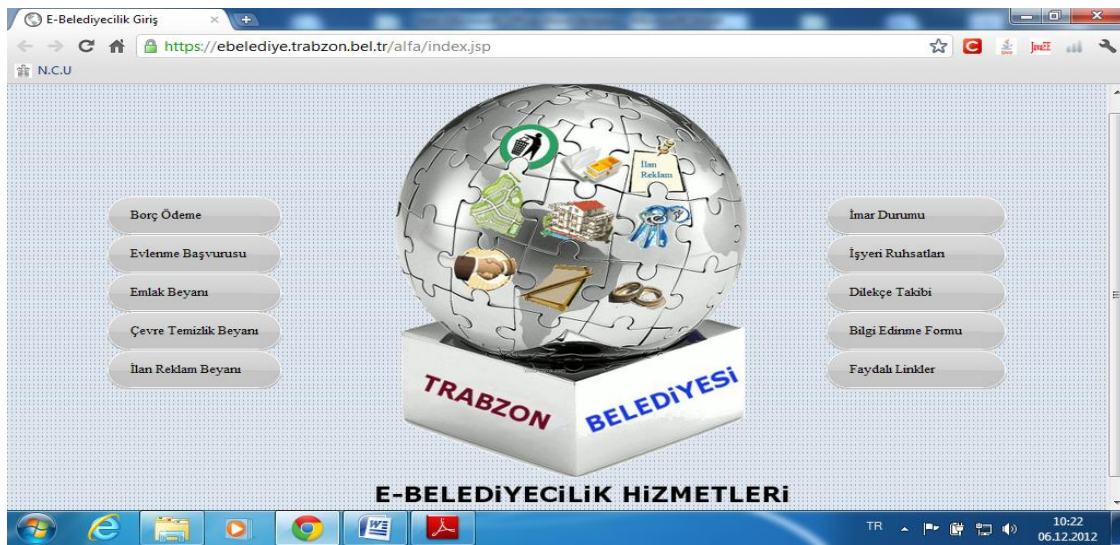 E-Belediyecilik Giriş
https://ebelediye.trabzon.bel.tr/alfa/index.jsp
N.C.U
Borç Ödeme
Evlenme Başvurusu
Emlak Beyanı
Çevre Temizlik Beyanı
İlan Reklam Beyanı
İlan
Reklam
TRABZON
BELEDİYESİ
İmar Durumu
İşyeri Ruhsatları
Dilekçe Takibi
Bilgi Edinme Formu
Faydalı Linkler
E-BELEDİYECİLİK HİZMETLERİ
TR
10:22
06.12.2012